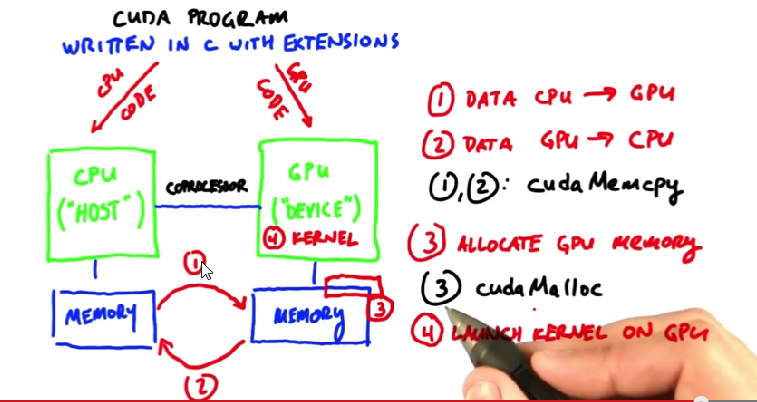 CUDA PROGRAM
WRITTEN IN C WITH EXTENSIONS
CPU CODE
GPU CODE
CPU
("HOST")
COPROCESSOR
GPU
("DEVICE")
④ KERNEL
①
MEMORY
MEMORY
③
②
① DATA CPU → GPU
② DATA GPU → CPU
①,②: cudaMemcpy
③ ALLOCATE GPU MEMORY
③ cudaMalloc
④ LAUNCH KERNEL ON GPU